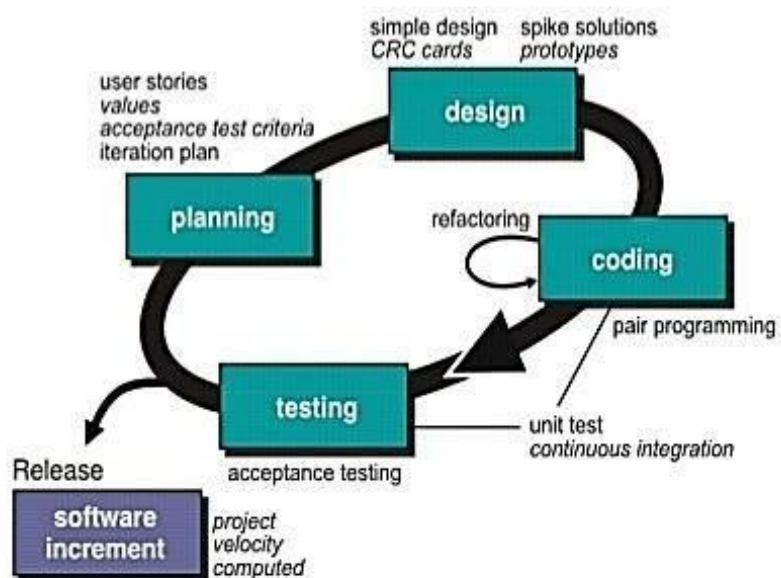 simple design
CRC cards
spike solutions
prototypes
user stories
values
acceptance test criteria
iteration plan
design
planning
refactoring
coding
pair programming
testing
unit test
continuous integration
acceptance testing
Release
software
increment
project
velocity
computed